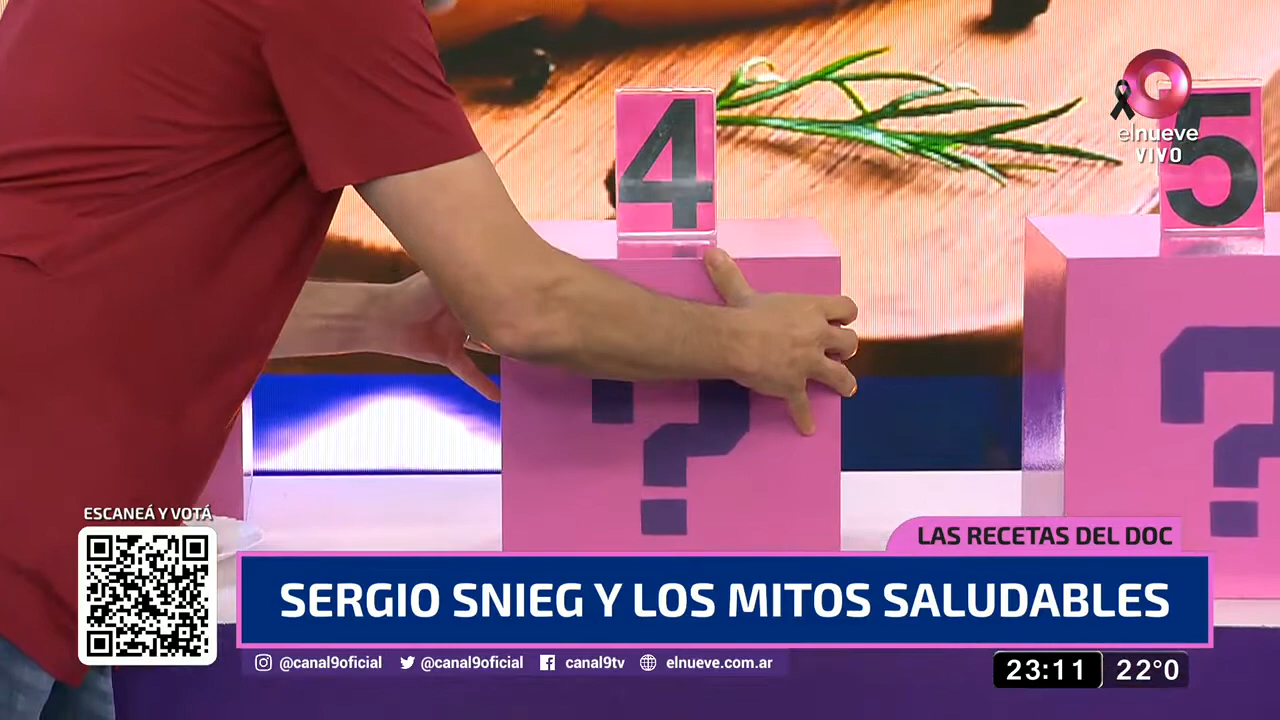 4
5
elnueve
VIVO
?
?
ESCANEÁ Y VOTÁ
LAS RECETAS DEL DOC
SERGIO SNIEG Y LOS MITOS SALUDABLES
@canal9oficial @canal9oficial canal9tv elnueve.com.ar
23:11 22°0